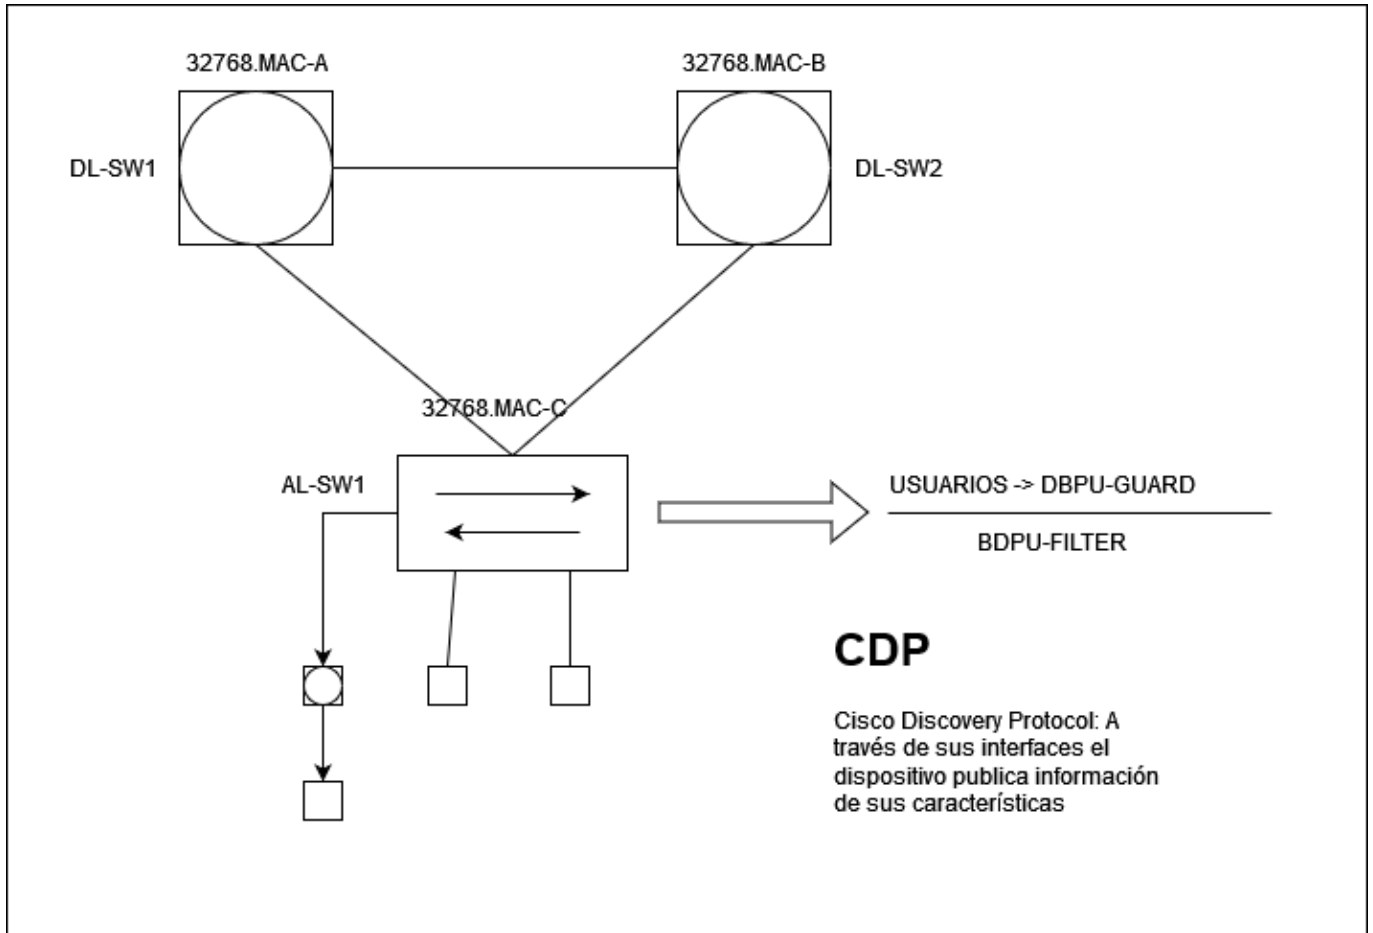 32768.MAC-A
32768.MAC-B
DL-SW1
DL-SW2
32768.MAC-C
AL-SW1
USUARIOS -> DBPU-GUARD
BDPU-FILTER
CDP
Cisco Discovery Protocol: A
través de sus interfaces el
dispositivo publica información
de sus características